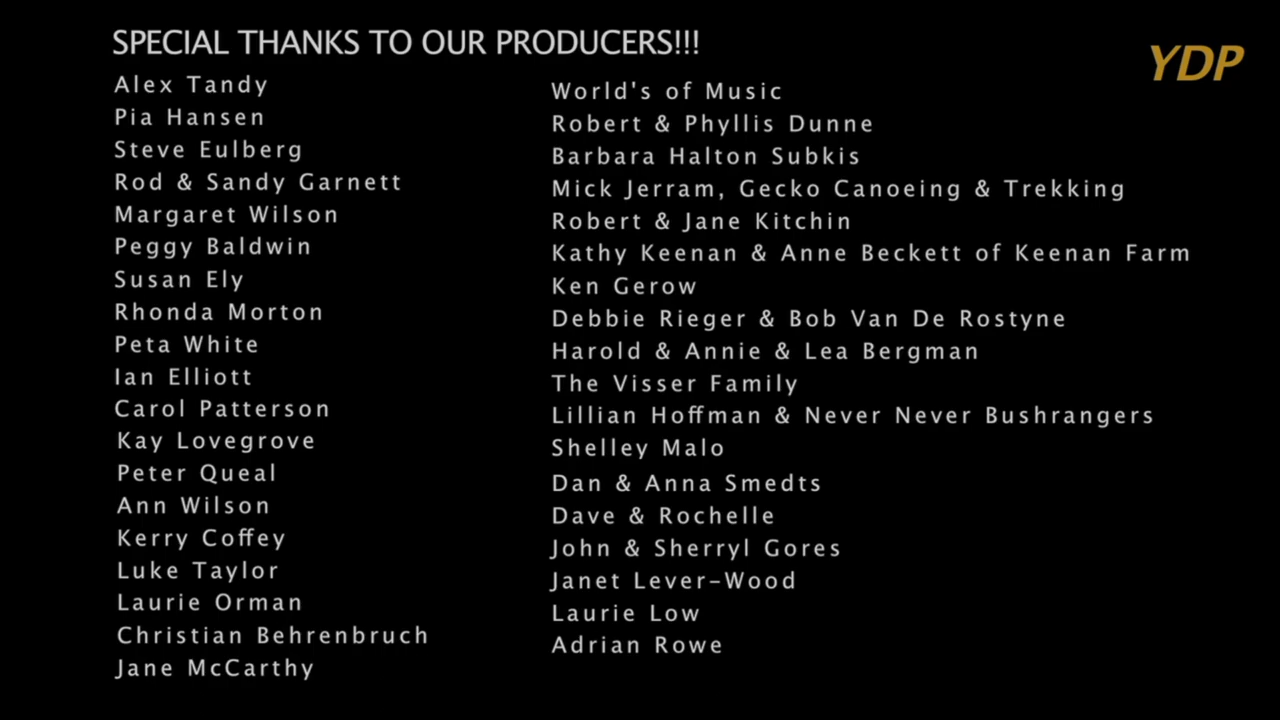 SPECIAL THANKS TO OUR PRODUCERS!!!
YDP
Alex Tandy
Pia Hansen
Steve Eulberg
Rod & Sandy Garnett
Margaret Wilson
Peggy Baldwin
Susan Ely
Rhonda Morton
Peta White
Ian Elliott
Carol Patterson
Kay Lovegrove
Peter Queal
Ann Wilson
Kerry Coffey
Luke Taylor
Laurie Orman
Christian Behrenbruch
Jane McCarthy
World's of Music
Robert & Phyllis Dunne
Barbara Halton Subkis
Mick Jerram, Gecko Canoeing & Trekking
Robert & Jane Kitchin
Kathy Keenan & Anne Beckett of Keenan Farm
Ken Gerow
Debbie Rieger & Bob Van De Rostyne
Harold & Annie & Lea Bergman
The Visser Family
Lillian Hoffman & Never Never Bushrangers
Shelley Malo
Dan & Anna Smedts
Dave & Rochelle
John & Sherryl Gores
Janet Lever-Wood
Laurie Low
Adrian Rowe